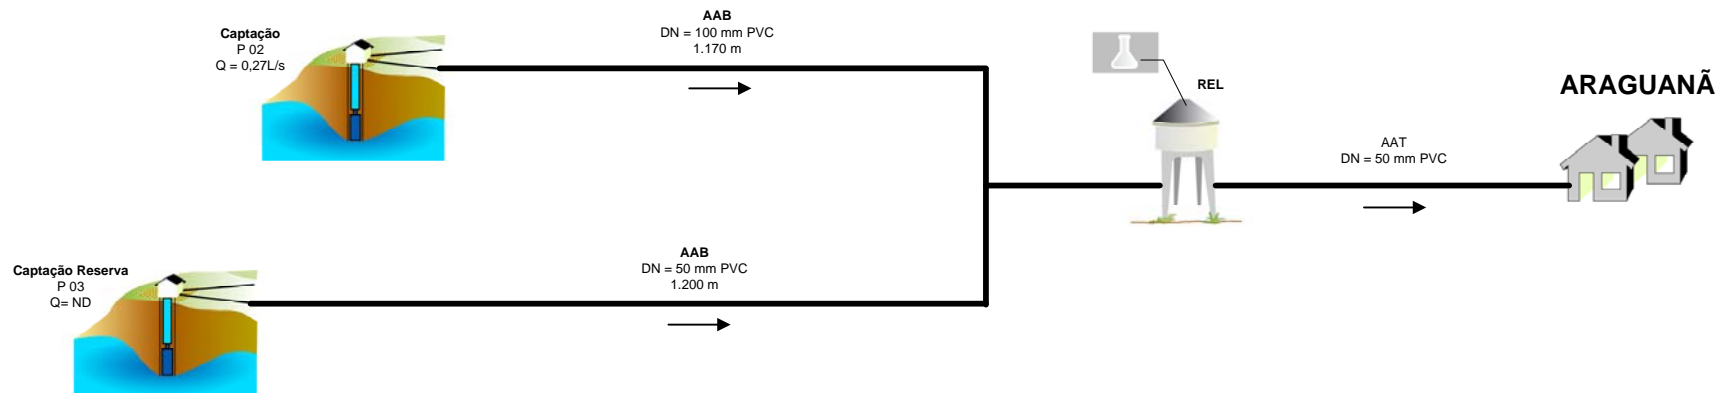 Captação
P 02
Q = 0,27L/s
AAB
DN = 100 mm PVC
1.170 m
REL
ARAGUANÃ
AAT
DN = 50 mm PVC
Captação Reserva
P 03
Q= ND
AAB
DN = 50 mm PVC
1.200 m